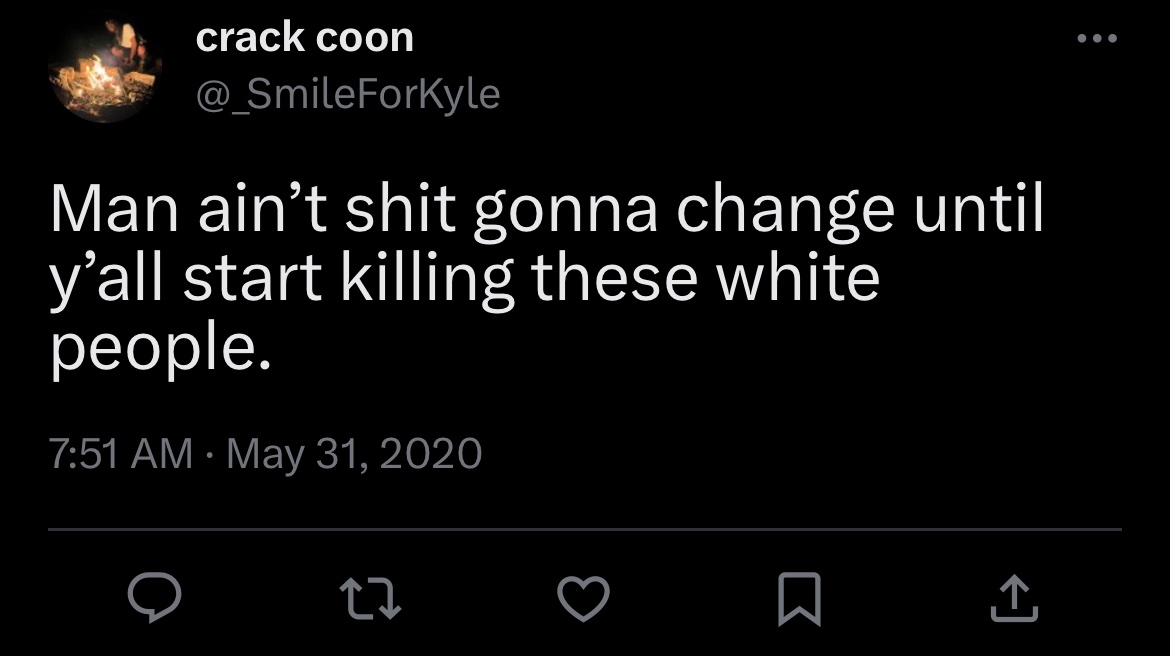 crack coon
@_SmileForKyle
Man ain’t shit gonna change until
y’all start killing these white
people.
7:51 AM · May 31, 2020